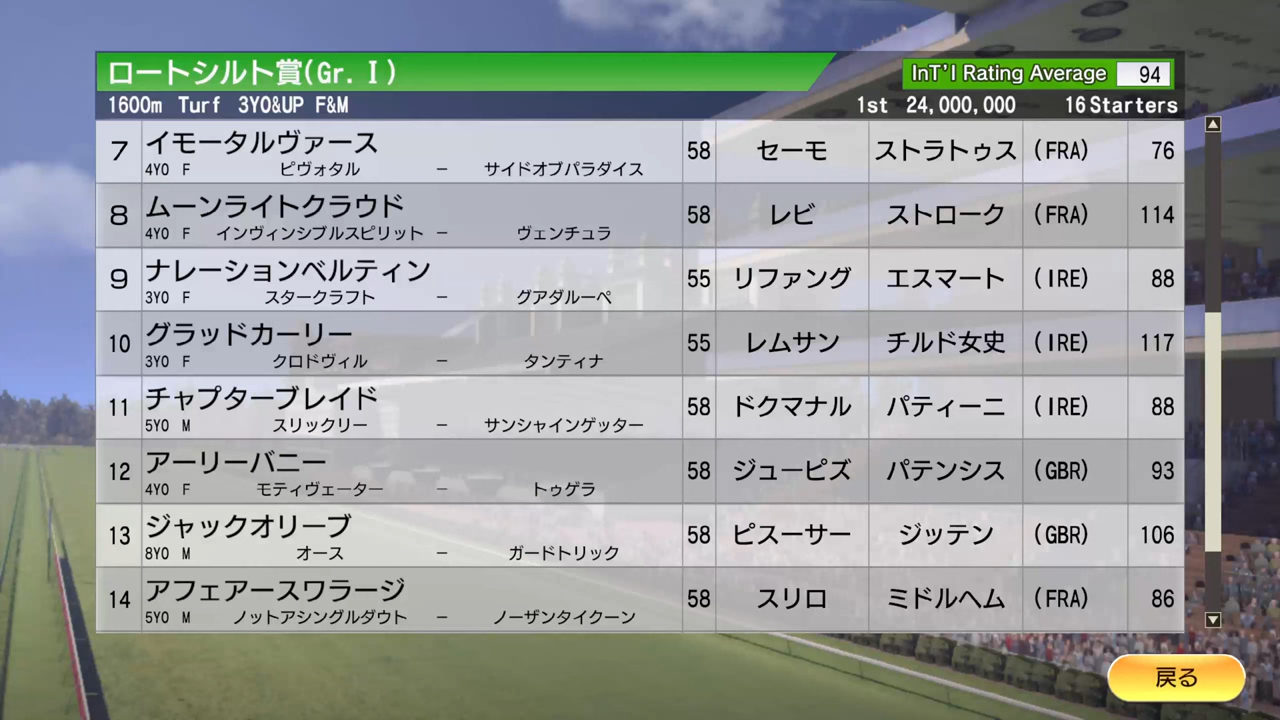 ロートシルト賞(Gr. I) InT'l Rating Average 94
1600m Turf 3YO&UP F&M 1st 24,000,000 16Starters
7 イモータルヴァース 58 セーモ ストラトゥス (FRA) 76
4YO F ピヴォタル − サイドオブパラダイス
8 ムーンライトクラウド 58 レビ ストローク (FRA) 114
4YO F インヴィンシブルスピリット − ヴェンチュラ
9 ナレーションベルティン 55 リファング エスマート (IRE) 88
3YO F スタークラフト − グアダルーペ
10 グラッドカーリー 55 レムサン チルド女史 (IRE) 117
3YO F クロドヴィル − タンティナ
11 チャプターブレイド 58 ドクマナル パティーニ (IRE) 88
5YO M スリックリー − サンシャインゲッター
12 アーリーバニー 58 ジューピズ パテンシス (GBR) 93
4YO F モティヴェーター − トゥゲラ
13 ジャックオリーブ 58 ピスーサー ジッテン (GBR) 106
8YO M オース − ガードトリック
14 アフェアースワラージ 58 スリロ ミドルヘム (FRA) 86
5YO M ノットアシングルダウト − ノーザンタイクーン
戻る